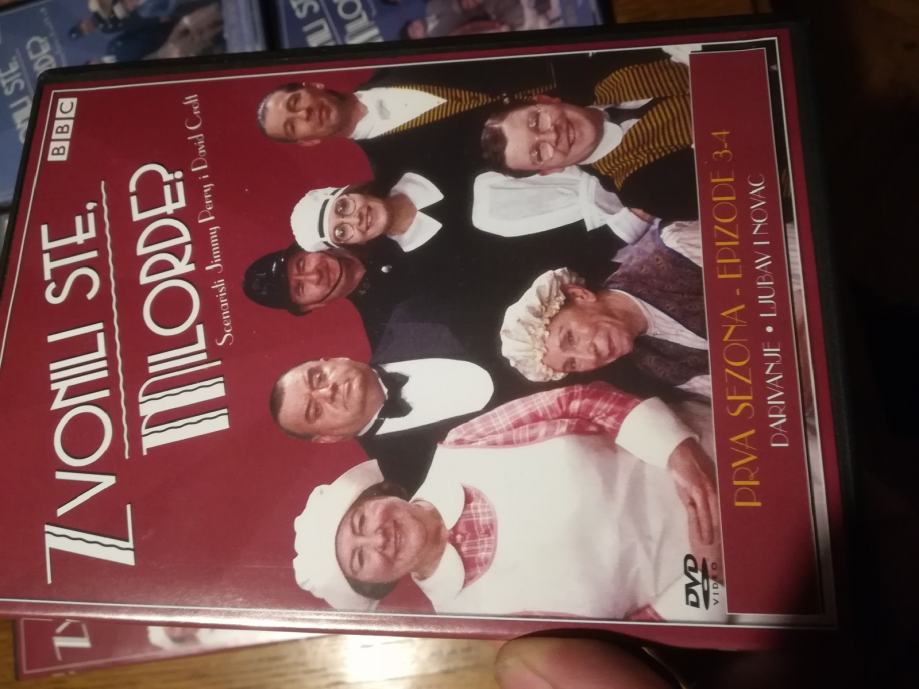 BBC
ZVONILI STE,
MILORDE?
Scenaristi Jimmy Perry i David Croft
PRVA SEZONA - EPIZODE 3-4
DARIVANJE • LJUBAV I NOVAC
DVD
VIDEO